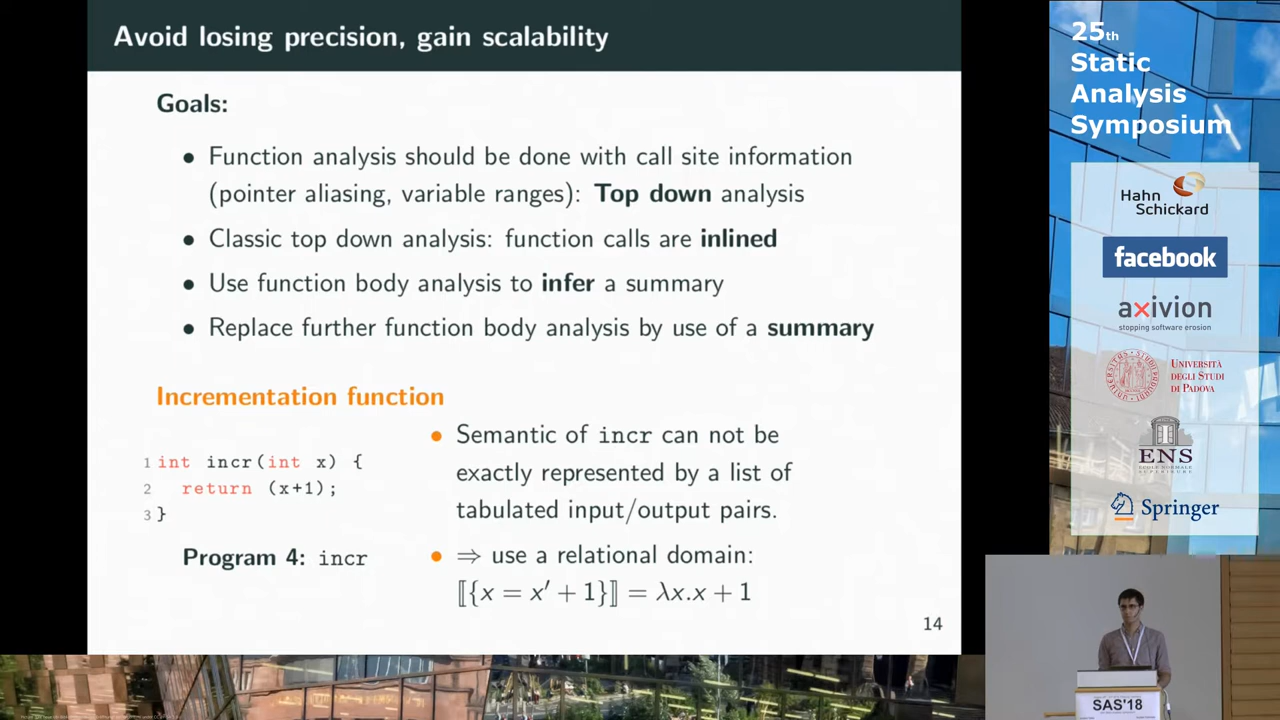 Avoid losing precision, gain scalability
Goals:
• Function analysis should be done with call site information
(pointer aliasing, variable ranges): Top down analysis
• Classic top down analysis: function calls are inlined
• Use function body analysis to infer a summary
• Replace further function body analysis by use of a summary
Incrementation function
1 int incr(int x) {
2 return (x+1);
3 }
Program 4: incr
• Semantic of incr can not be
exactly represented by a list of
tabulated input/output pairs.
• ⇒ use a relational domain:
⟦{x = x′ + 1}⟧ = λx.x + 1
14
25th
Static
Analysis
Symposium
Hahn
Schickard
facebook
axivion
stopping software erosion
UNIVERSITÀ
DEGLI STUDI
DI PADOVA
ENS
ÉCOLE NORMALE
SUPÉRIEURE
Springer
SAS'18